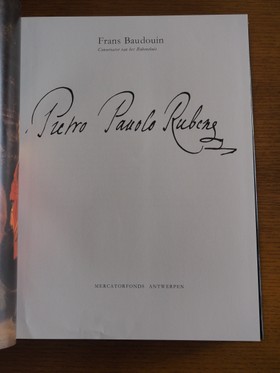 Frans Baudouin
Conservator van het Rubenshuis
Pietro Pauolo Rubens
MERCATORFONDS ANTWERPEN